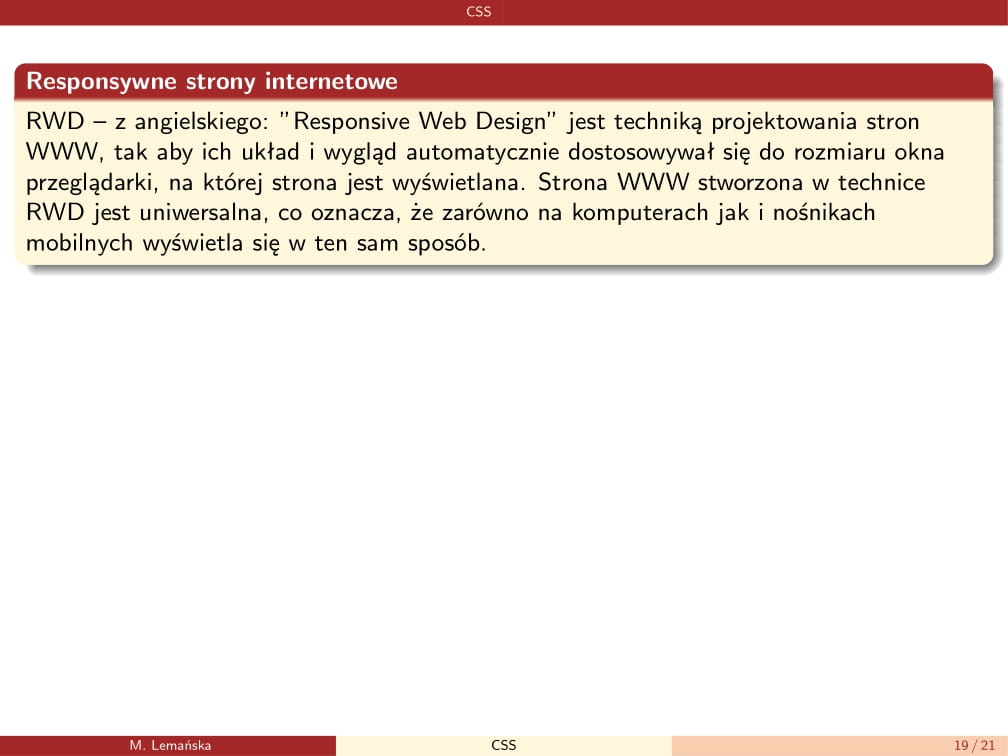 CSS
Responsywne strony internetowe
RWD – z angielskiego: ”Responsive Web Design” jest techniką projektowania stron
WWW, tak aby ich układ i wygląd automatycznie dostosowywał się do rozmiaru okna
przeglądarki, na której strona jest wyświetlana. Strona WWW stworzona w technice
RWD jest uniwersalna, co oznacza, że zarówno na komputerach jak i nośnikach
mobilnych wyświetla się w ten sam sposób.
M. Lemańska CSS 19 / 21